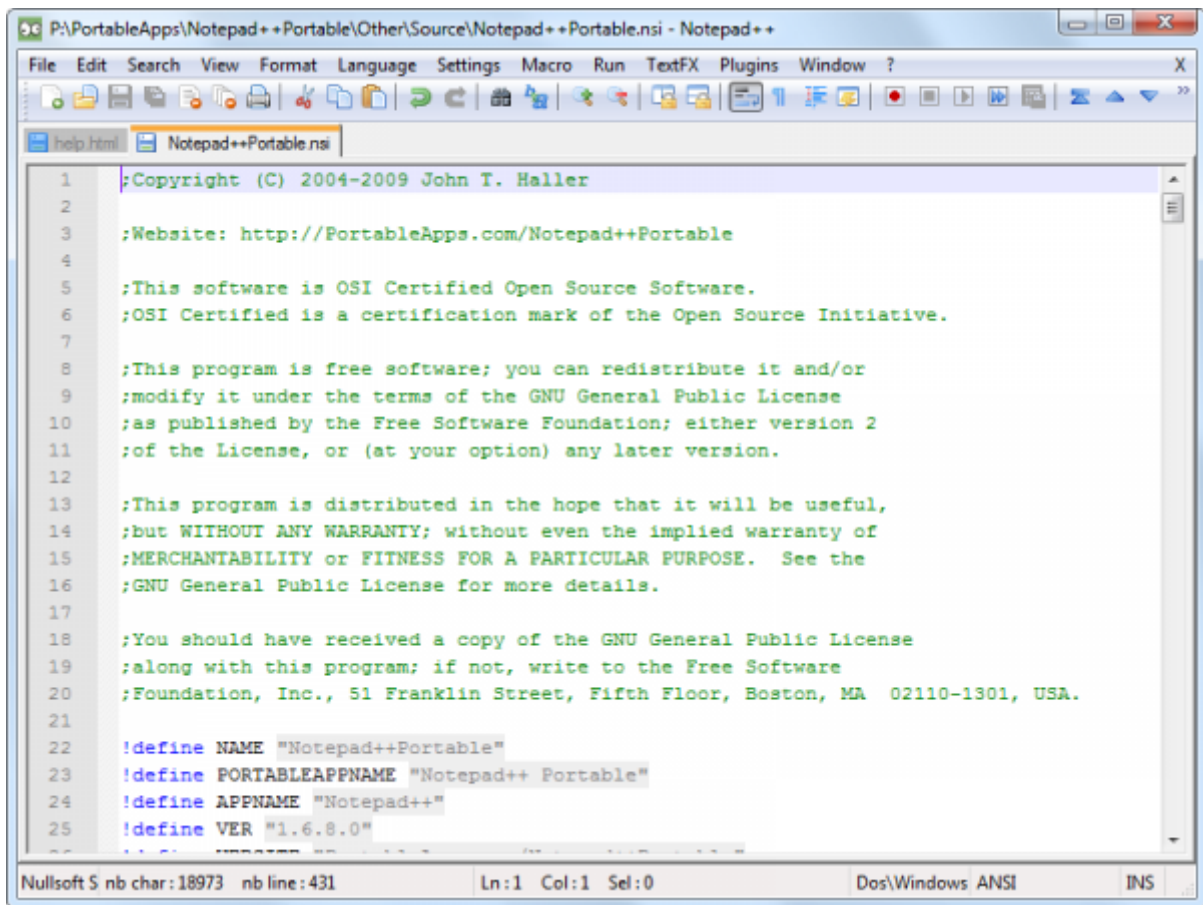 P:\PortableApps\Notepad++Portable\Other\Source\Notepad++Portable.nsi - Notepad++
File Edit Search View Format Language Settings Macro Run TextFX Plugins Window ? X
help.html Notepad++Portable.nsi
1 ;Copyright (C) 2004-2009 John T. Haller
2
3 ;Website: http://PortableApps.com/Notepad++Portable
4
5 ;This software is OSI Certified Open Source Software.
6 ;OSI Certified is a certification mark of the Open Source Initiative.
7
8 ;This program is free software; you can redistribute it and/or
9 ;modify it under the terms of the GNU General Public License
10 ;as published by the Free Software Foundation; either version 2
11 ;of the License, or (at your option) any later version.
12
13 ;This program is distributed in the hope that it will be useful,
14 ;but WITHOUT ANY WARRANTY; without even the implied warranty of
15 ;MERCHANTABILITY or FITNESS FOR A PARTICULAR PURPOSE.  See the
16 ;GNU General Public License for more details.
17
18 ;You should have received a copy of the GNU General Public License
19 ;along with this program; if not, write to the Free Software
20 ;Foundation, Inc., 51 Franklin Street, Fifth Floor, Boston, MA  02110-1301, USA.
21
22 !define NAME "Notepad++Portable"
23 !define PORTABLEAPPNAME "Notepad++ Portable"
24 !define APPNAME "Notepad++"
25 !define VER "1.6.8.0"
Nullsoft S nb char : 18973 nb line : 431 Ln : 1 Col : 1 Sel : 0 Dos\Windows ANSI INS